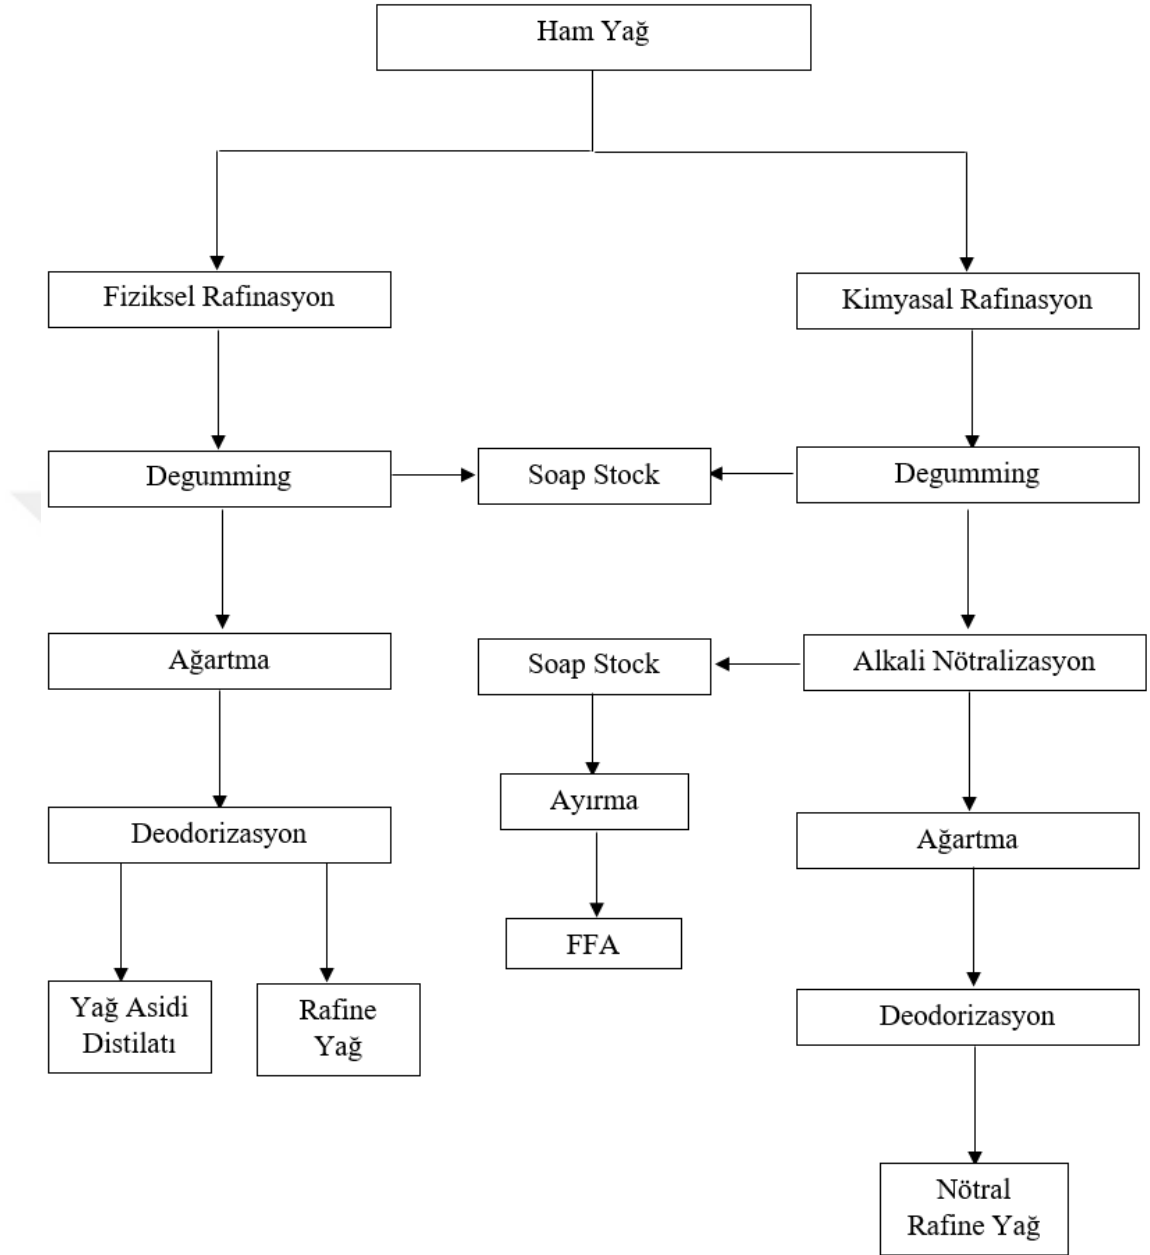 Ham Yağ
Fiziksel Rafinasyon
Kimyasal Rafinasyon
Degumming
Soap Stock
Degumming
Ağartma
Soap Stock
Alkali Nötralizasyon
Deodorizasyon
Ayırma
Ağartma
Yağ Asidi
Distilatı
Rafine
Yağ
FFA
Deodorizasyon
Nötral
Rafine Yağ